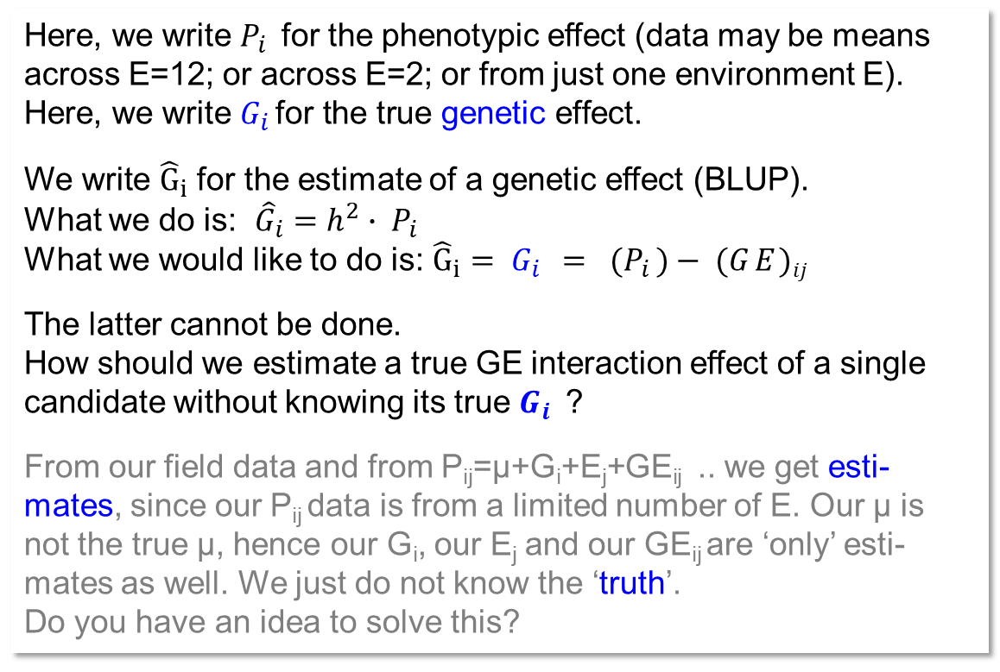 Here, we write 𝑃ᵢ for the phenotypic effect (data may be means
across E=12; or across E=2; or from just one environment E).
Here, we write 𝐺ᵢ for the true genetic effect.
We write Ĝᵢ for the estimate of a genetic effect (BLUP).
What we do is: 𝐺̂ᵢ = ℎ² · 𝑃ᵢ
What we would like to do is: Ĝᵢ = 𝐺ᵢ = (𝑃ᵢ) − (𝐺 𝐸)ᵢⱼ
The latter cannot be done.
How should we estimate a true GE interaction effect of a single
candidate without knowing its true 𝑮ᵢ ?
From our field data and from Pᵢⱼ=µ+Gᵢ+Eⱼ+GEᵢⱼ .. we get esti-
mates, since our Pᵢⱼ data is from a limited number of E. Our µ is
not the true µ, hence our Gᵢ, our Eⱼ and our GEᵢⱼ are ‘only’ esti-
mates as well. We just do not know the ‘truth’.
Do you have an idea to solve this?